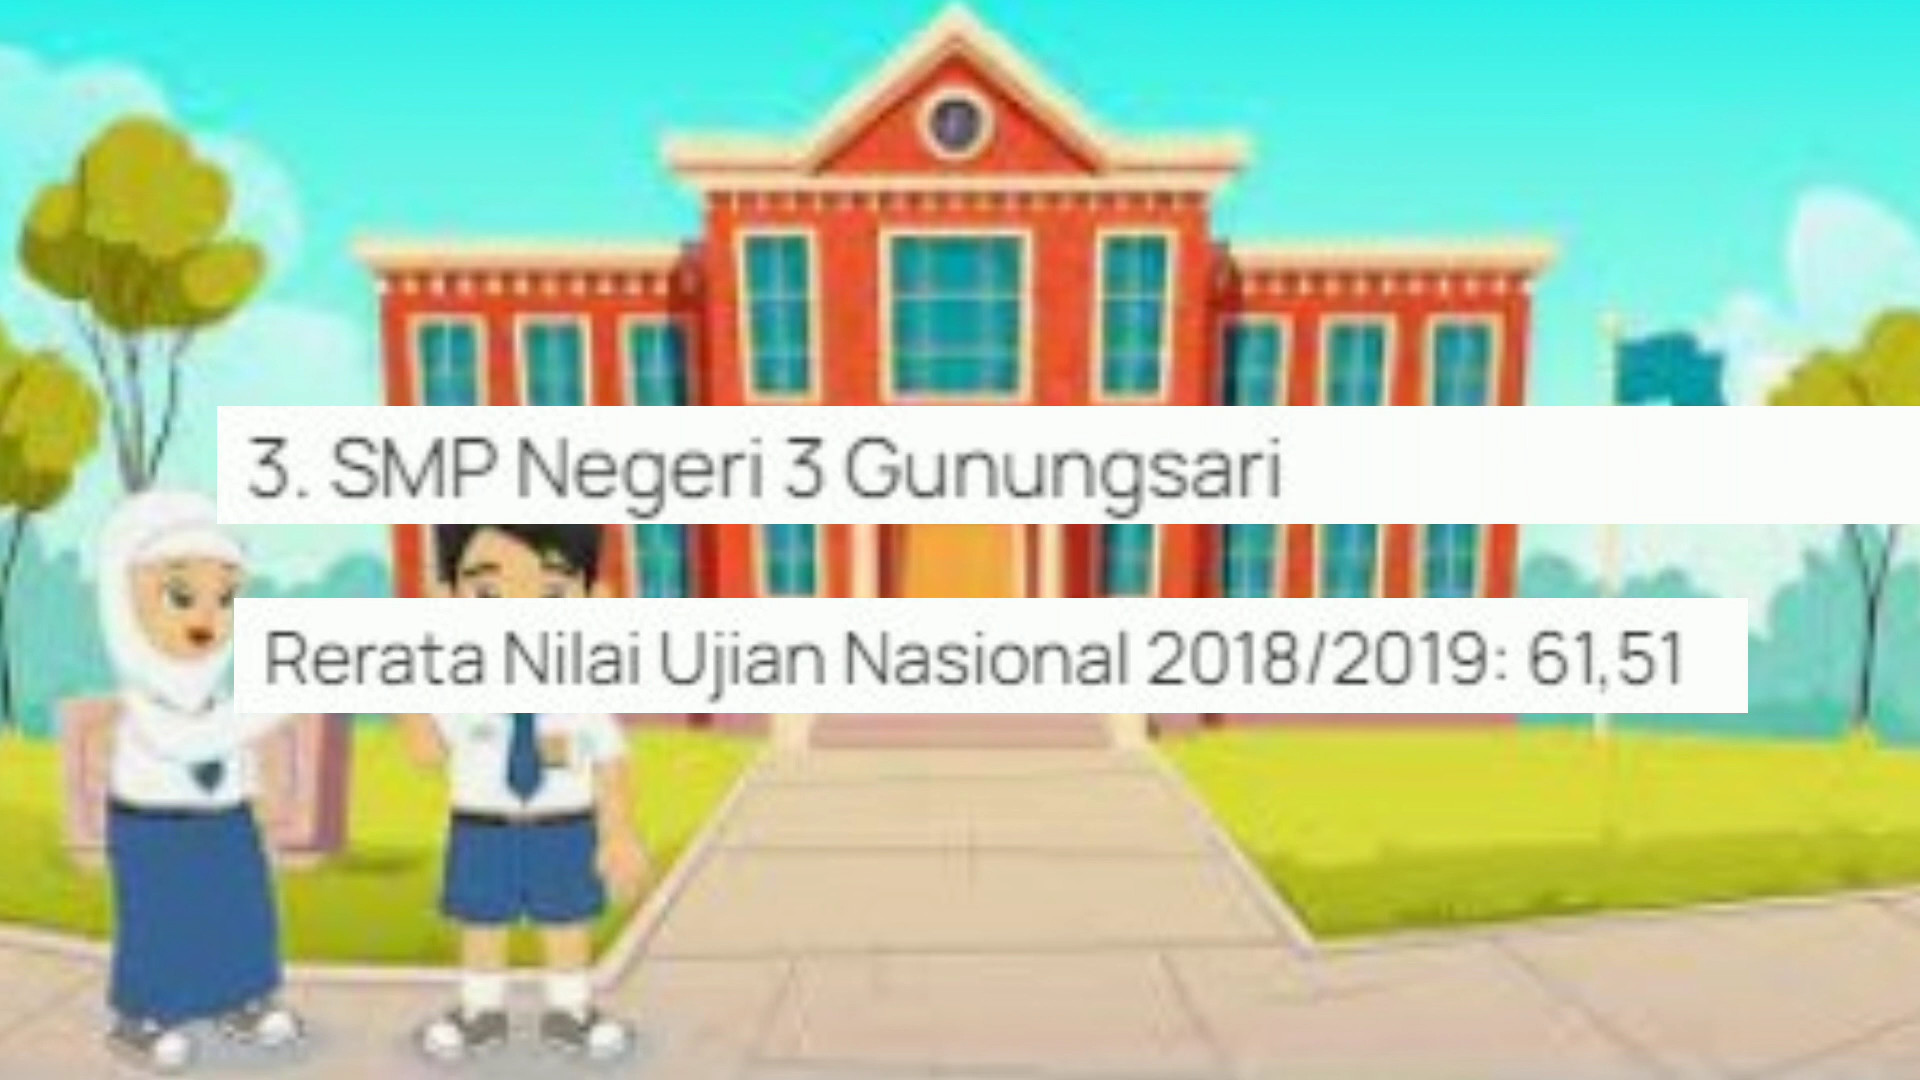 3. SMP Negeri 3 Gunungsari
Rerata Nilai Ujian Nasional 2018/2019: 61,51